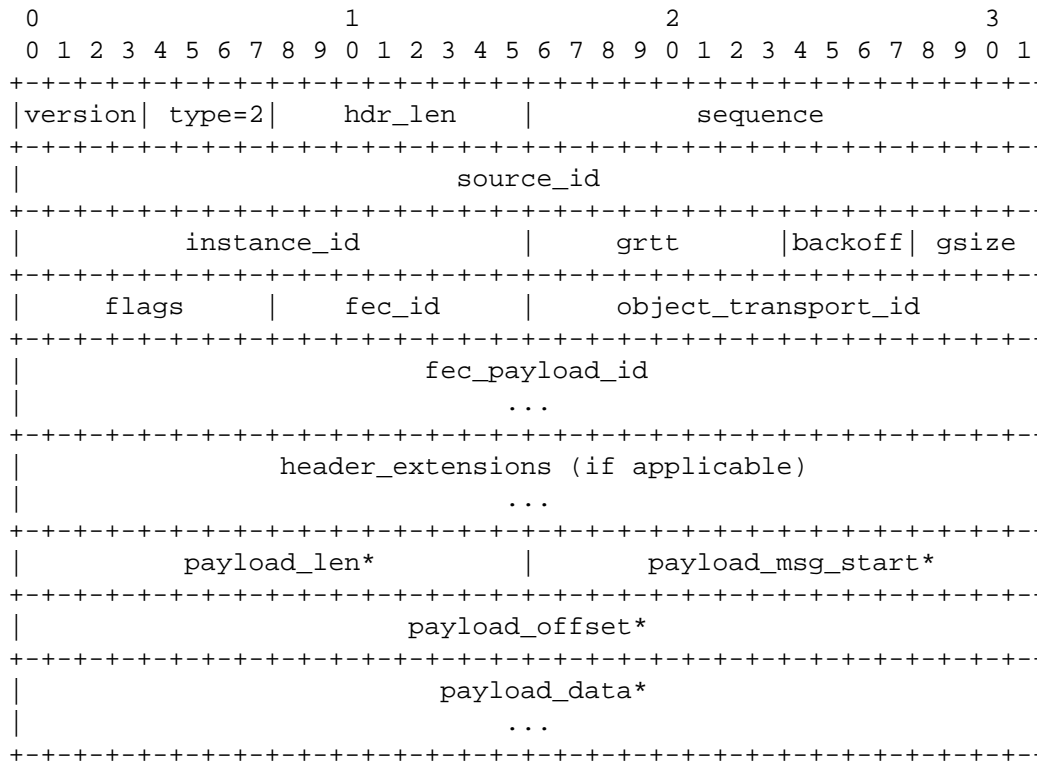 0                   1                   2                   3
 0 1 2 3 4 5 6 7 8 9 0 1 2 3 4 5 6 7 8 9 0 1 2 3 4 5 6 7 8 9 0 1
+-+-+-+-+-+-+-+-+-+-+-+-+-+-+-+-+-+-+-+-+-+-+-+-+-+-+-+-+-+-+-+--
|version| type=2|    hdr_len    |          sequence
+-+-+-+-+-+-+-+-+-+-+-+-+-+-+-+-+-+-+-+-+-+-+-+-+-+-+-+-+-+-+-+--
|                           source_id
+-+-+-+-+-+-+-+-+-+-+-+-+-+-+-+-+-+-+-+-+-+-+-+-+-+-+-+-+-+-+-+--
|          instance_id          |     grtt      |backoff| gsize
+-+-+-+-+-+-+-+-+-+-+-+-+-+-+-+-+-+-+-+-+-+-+-+-+-+-+-+-+-+-+-+--
|     flags     |    fec_id     |     object_transport_id
+-+-+-+-+-+-+-+-+-+-+-+-+-+-+-+-+-+-+-+-+-+-+-+-+-+-+-+-+-+-+-+--
|                         fec_payload_id
|                              ...
+-+-+-+-+-+-+-+-+-+-+-+-+-+-+-+-+-+-+-+-+-+-+-+-+-+-+-+-+-+-+-+--
|                header_extensions (if applicable)
|                              ...
+-+-+-+-+-+-+-+-+-+-+-+-+-+-+-+-+-+-+-+-+-+-+-+-+-+-+-+-+-+-+-+--
|          payload_len*         |       payload_msg_start*
+-+-+-+-+-+-+-+-+-+-+-+-+-+-+-+-+-+-+-+-+-+-+-+-+-+-+-+-+-+-+-+--
|                        payload_offset*
+-+-+-+-+-+-+-+-+-+-+-+-+-+-+-+-+-+-+-+-+-+-+-+-+-+-+-+-+-+-+-+--
|                          payload_data*
|                              ...
+-+-+-+-+-+-+-+-+-+-+-+-+-+-+-+-+-+-+-+-+-+-+-+-+-+-+-+-+-+-+-+--